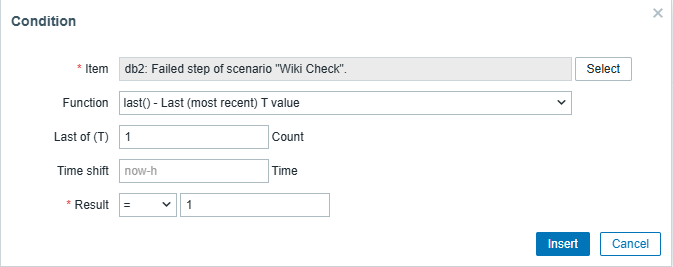 Condition
* Item db2: Failed step of scenario "Wiki Check". Select
Function last() - Last (most recent) T value
Last of (T) 1 Count
Time shift now-h Time
* Result = 1
Insert Cancel